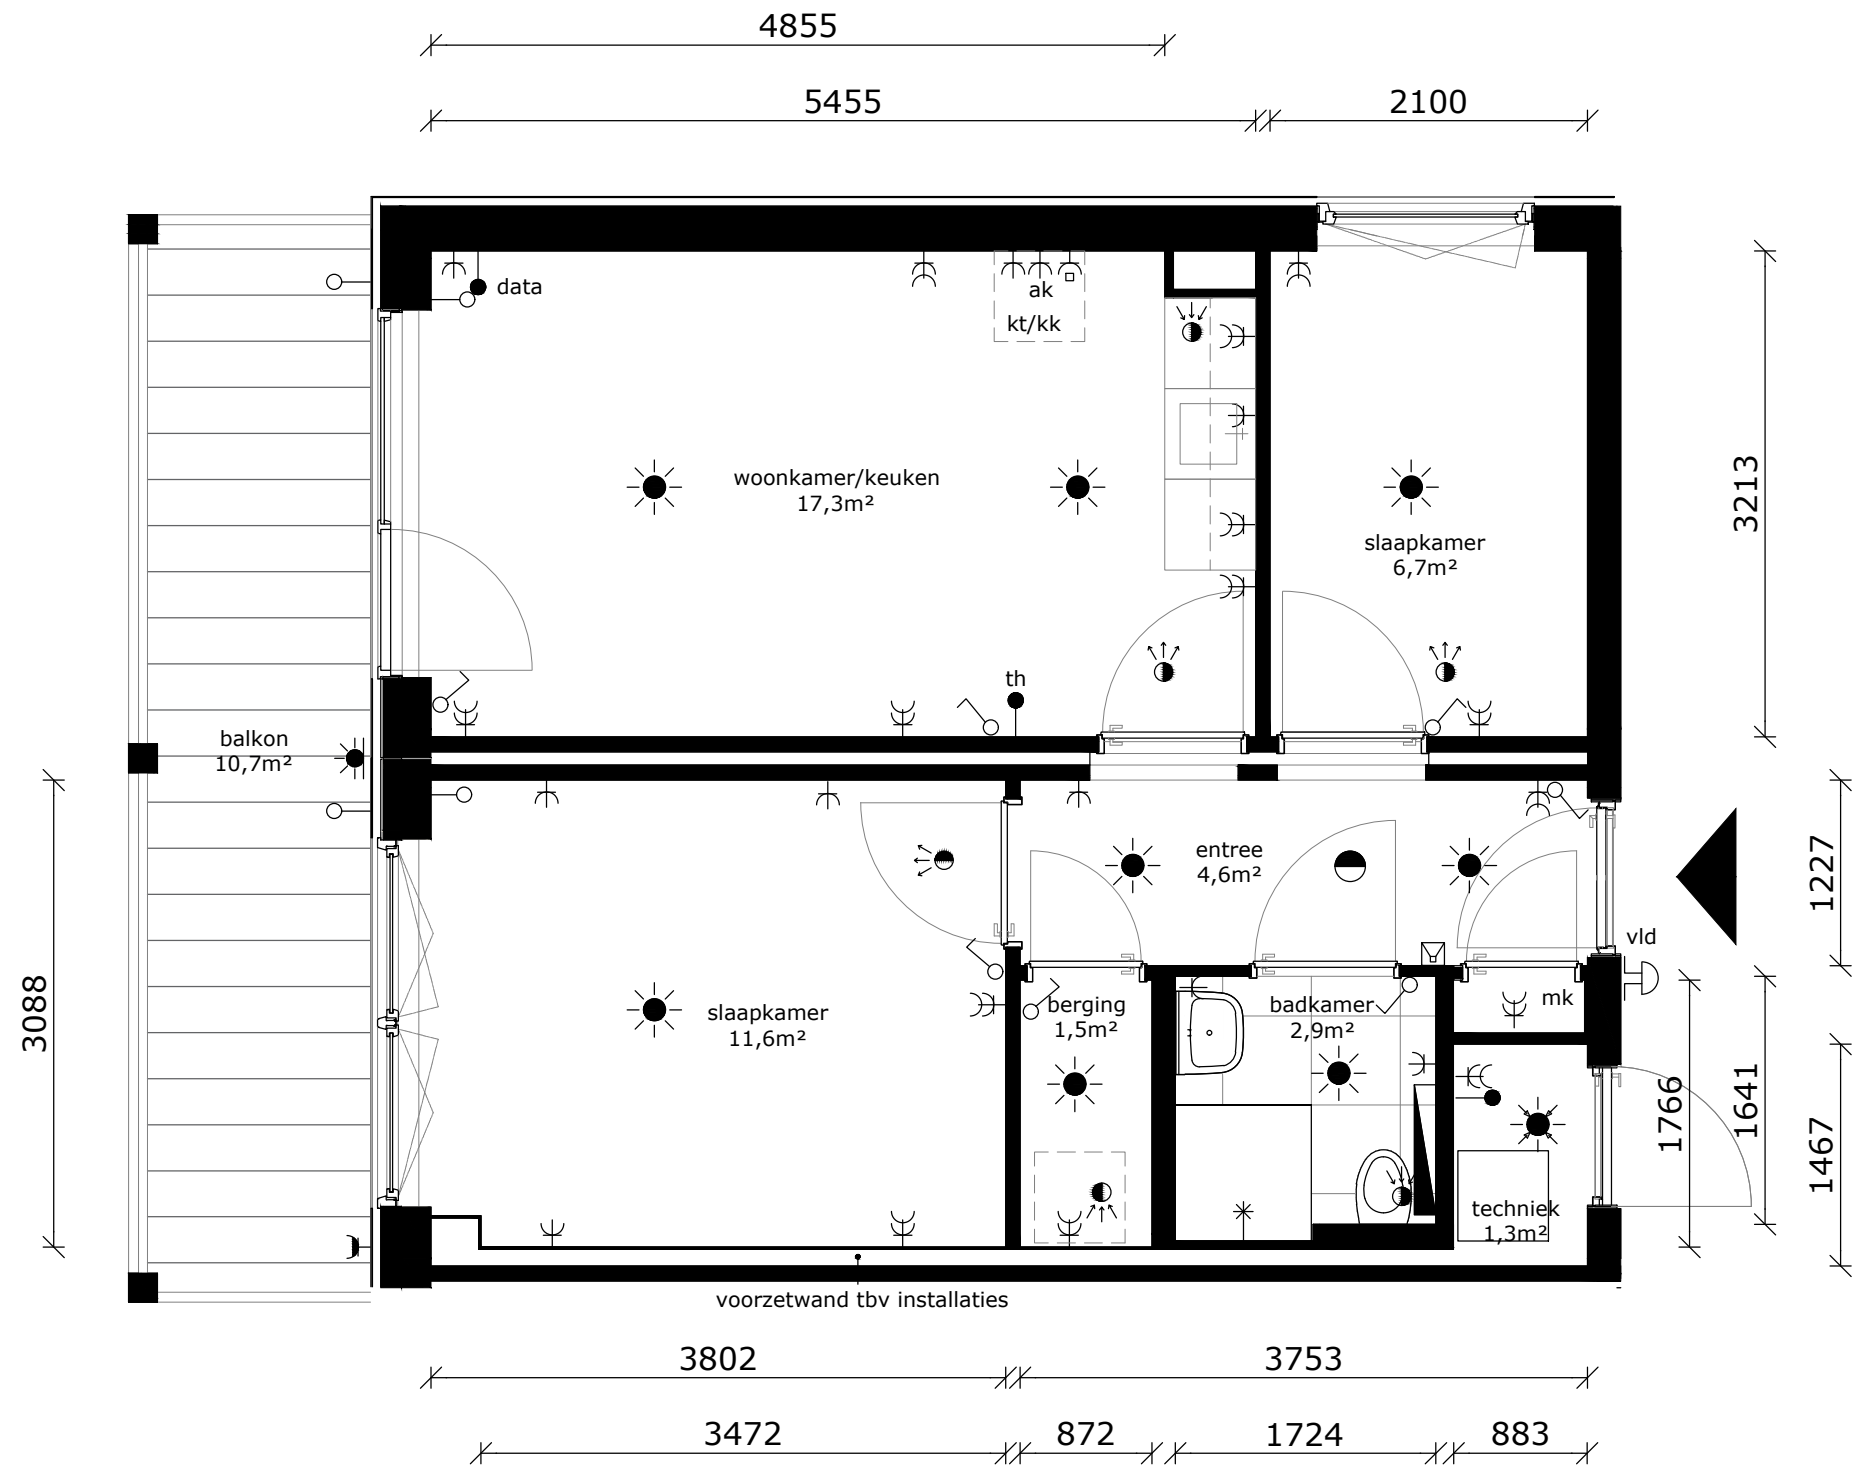 4855
5455
2100
data
ak
kt/kk
woonkamer/keuken
17,3m²
slaapkamer
6,7m²
3213
th
balkon
10,7m²
entree
4,6m²
1227
vld
3088
slaapkamer
11,6m²
berging
1,5m²
badkamer
2,9m²
mk
1766
1641
1467
techniek
1,3m²
voorzetwand tbv installaties
3802
3753
3472
872
1724
883